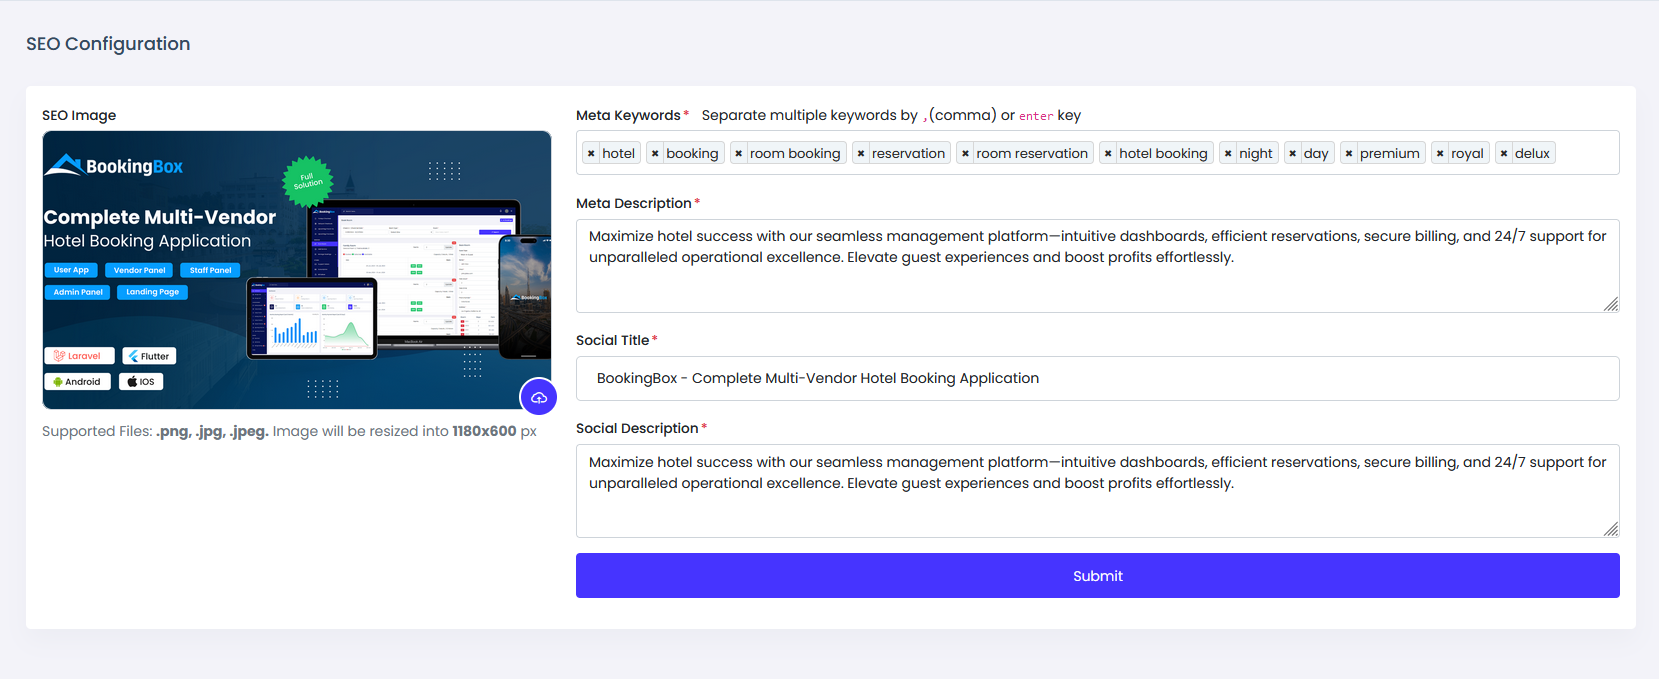 SEO Configuration
SEO Image
BookingBox
Full
Solution
Complete Multi-Vendor
Hotel Booking Application
User App
Vendor Panel
Staff Panel
Admin Panel
Landing Page
Laravel
Flutter
Android
IOS
BookingBox
Supported Files: .png, .jpg, .jpeg. Image will be resized into 1180x600 px
Meta Keywords* Separate multiple keywords by ,(comma) or enter key
× hotel × booking × room booking × reservation × room reservation × hotel booking × night × day × premium × royal × delux
Meta Description*
Maximize hotel success with our seamless management platform—intuitive dashboards, efficient reservations, secure billing, and 24/7 support for
unparalleled operational excellence. Elevate guest experiences and boost profits effortlessly.
Social Title*
BookingBox - Complete Multi-Vendor Hotel Booking Application
Social Description*
Maximize hotel success with our seamless management platform—intuitive dashboards, efficient reservations, secure billing, and 24/7 support for
unparalleled operational excellence. Elevate guest experiences and boost profits effortlessly.
Submit